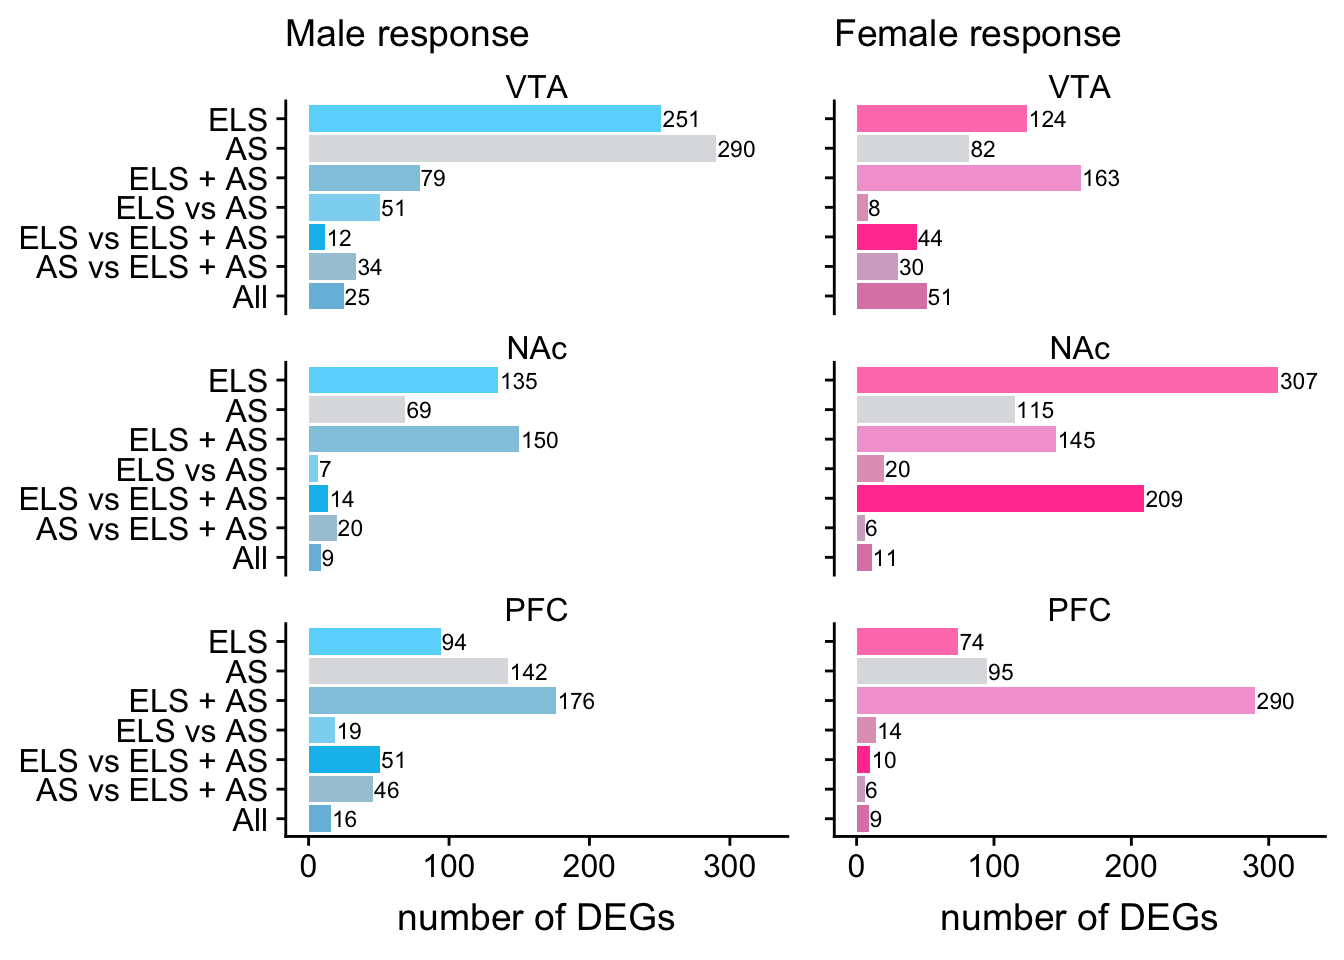 Male response
Female response
VTA
VTA
ELS 251 124
AS 290 82
ELS + AS 79 163
ELS vs AS 51 8
ELS vs ELS + AS 12 44
AS vs ELS + AS 34 30
All 25 51
NAc
NAc
ELS 135 307
AS 69 115
ELS + AS 150 145
ELS vs AS 7 20
ELS vs ELS + AS 14 209
AS vs ELS + AS 20 6
All 9 11
PFC
PFC
ELS 94 74
AS 142 95
ELS + AS 176 290
ELS vs AS 19 14
ELS vs ELS + AS 51 10
AS vs ELS + AS 46 6
All 16 9
0 100 200 300
0 100 200 300
number of DEGs
number of DEGs